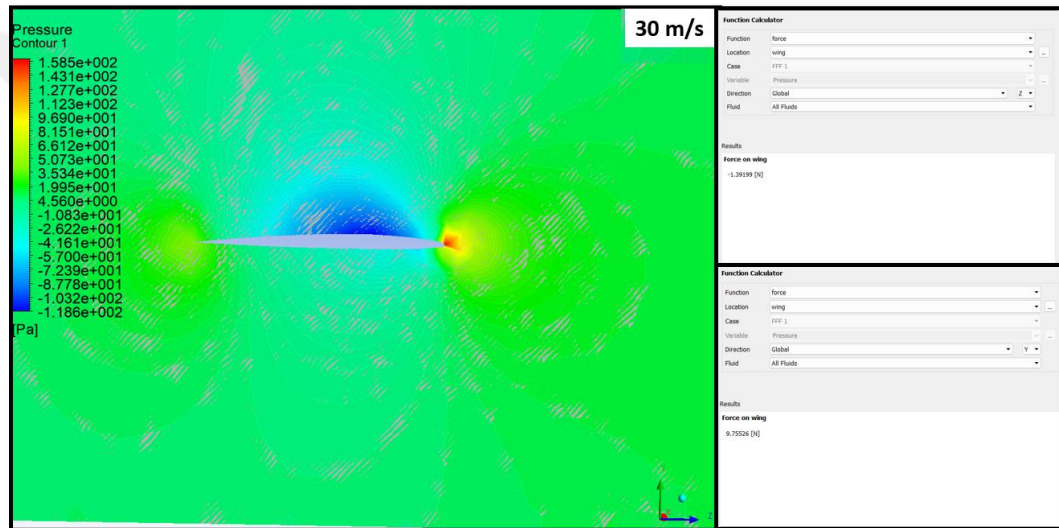 30 m/s
Pressure
Contour 1
1.585e+002
1.431e+002
1.277e+002
1.123e+002
9.690e+001
8.151e+001
6.612e+001
5.073e+001
3.534e+001
1.995e+001
4.560e+000
-1.083e+001
-2.622e+001
-4.161e+001
-5.700e+001
-7.239e+001
-8.778e+001
-1.032e+002
-1.186e+002
[Pa]
Z
Function Calculator
Function force
Location wing ...
Case FFF 1
Variable Pressure ...
Direction Global Z
Fluid All Fluids
Results
Force on wing
-1.39199 [N]
Function Calculator
Function force
Location wing ...
Case FFF 1
Variable Pressure ...
Direction Global Y
Fluid All Fluids
Results
Force on wing
9.75526 [N]